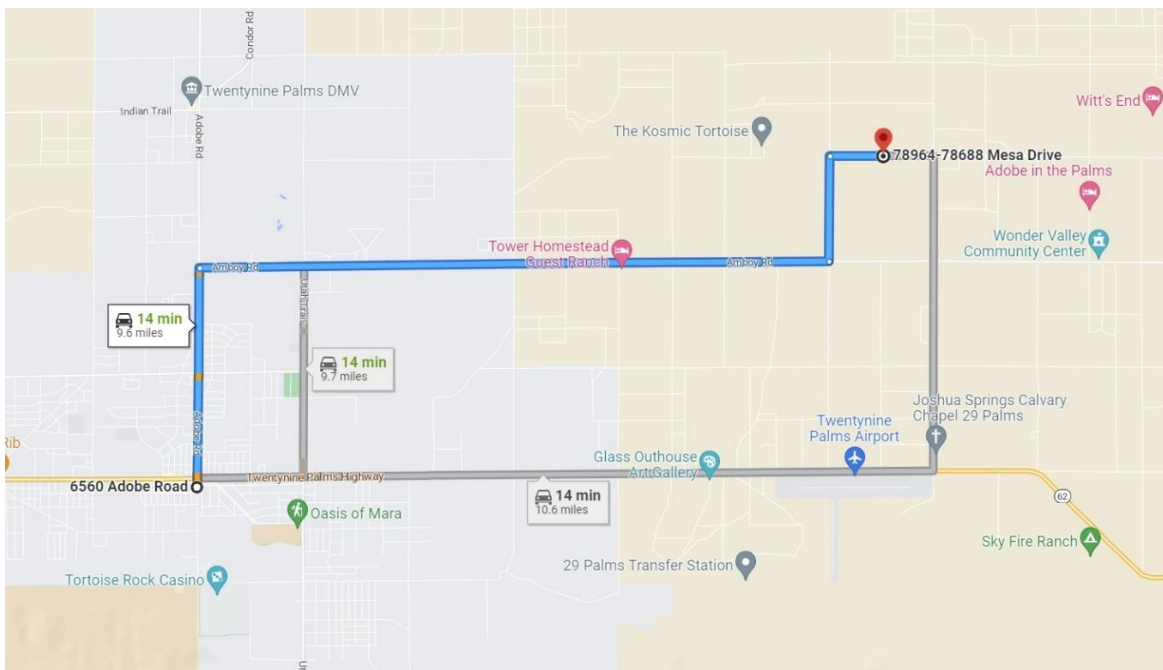 Condor Rd
Twentynine Palms DMV
Indian Trail
Adobe Rd
Witt's End
The Kosmic Tortoise
78964-78688 Mesa Drive
Adobe in the Palms
Wonder Valley
Community Center
Tower Homestead
Guest Ranch
Amboy Rd
Amboy Rd
Utah Trail
14 min
9.6 miles
14 min
9.7 miles
Adobe Rd
Joshua Springs Calvary
Chapel 29 Palms
Twentynine
Palms Airport
Rib
Glass Outhouse
Art Gallery
Twentynine Palms Highway
6560 Adobe Road
14 min
10.6 miles
62
Oasis of Mara
Sky Fire Ranch
29 Palms Transfer Station
Tortoise Rock Casino